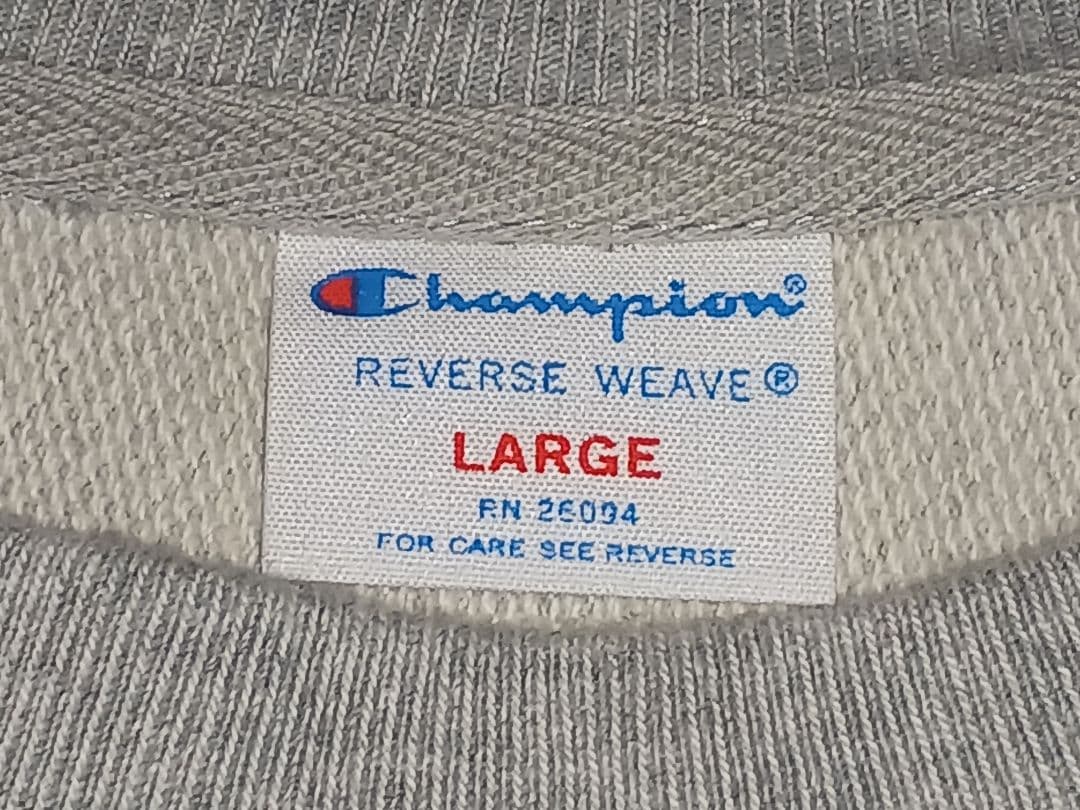 Champion®
REVERSE WEAVE®
LARGE
RN 26094
FOR CARE SEE REVERSE